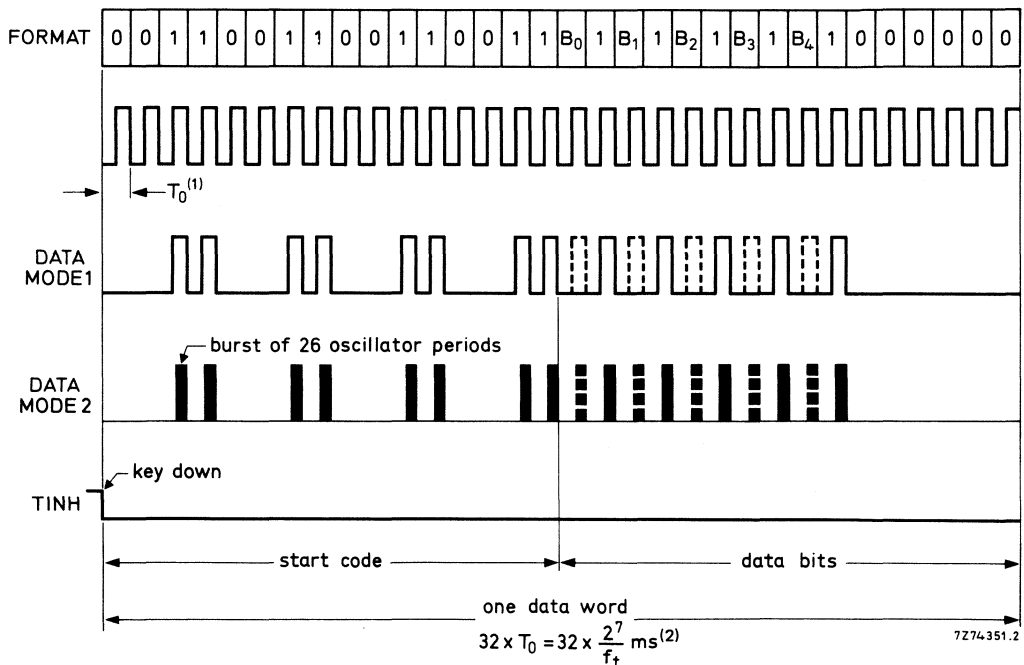 FORMAT 0 0 1 1 0 0 1 1 0 0 1 1 0 0 1 1 B₀ 1 B₁ 1 B₂ 1 B₃ 1 B₄ 1 0 0 0 0 0 0
T₀⁽¹⁾
DATA
MODE1
burst of 26 oscillator periods
DATA
MODE 2
key down
TINH
start code
data bits
one data word
32 x T₀ = 32 x 2⁷/fₜ ms⁽²⁾
7Z74351.2